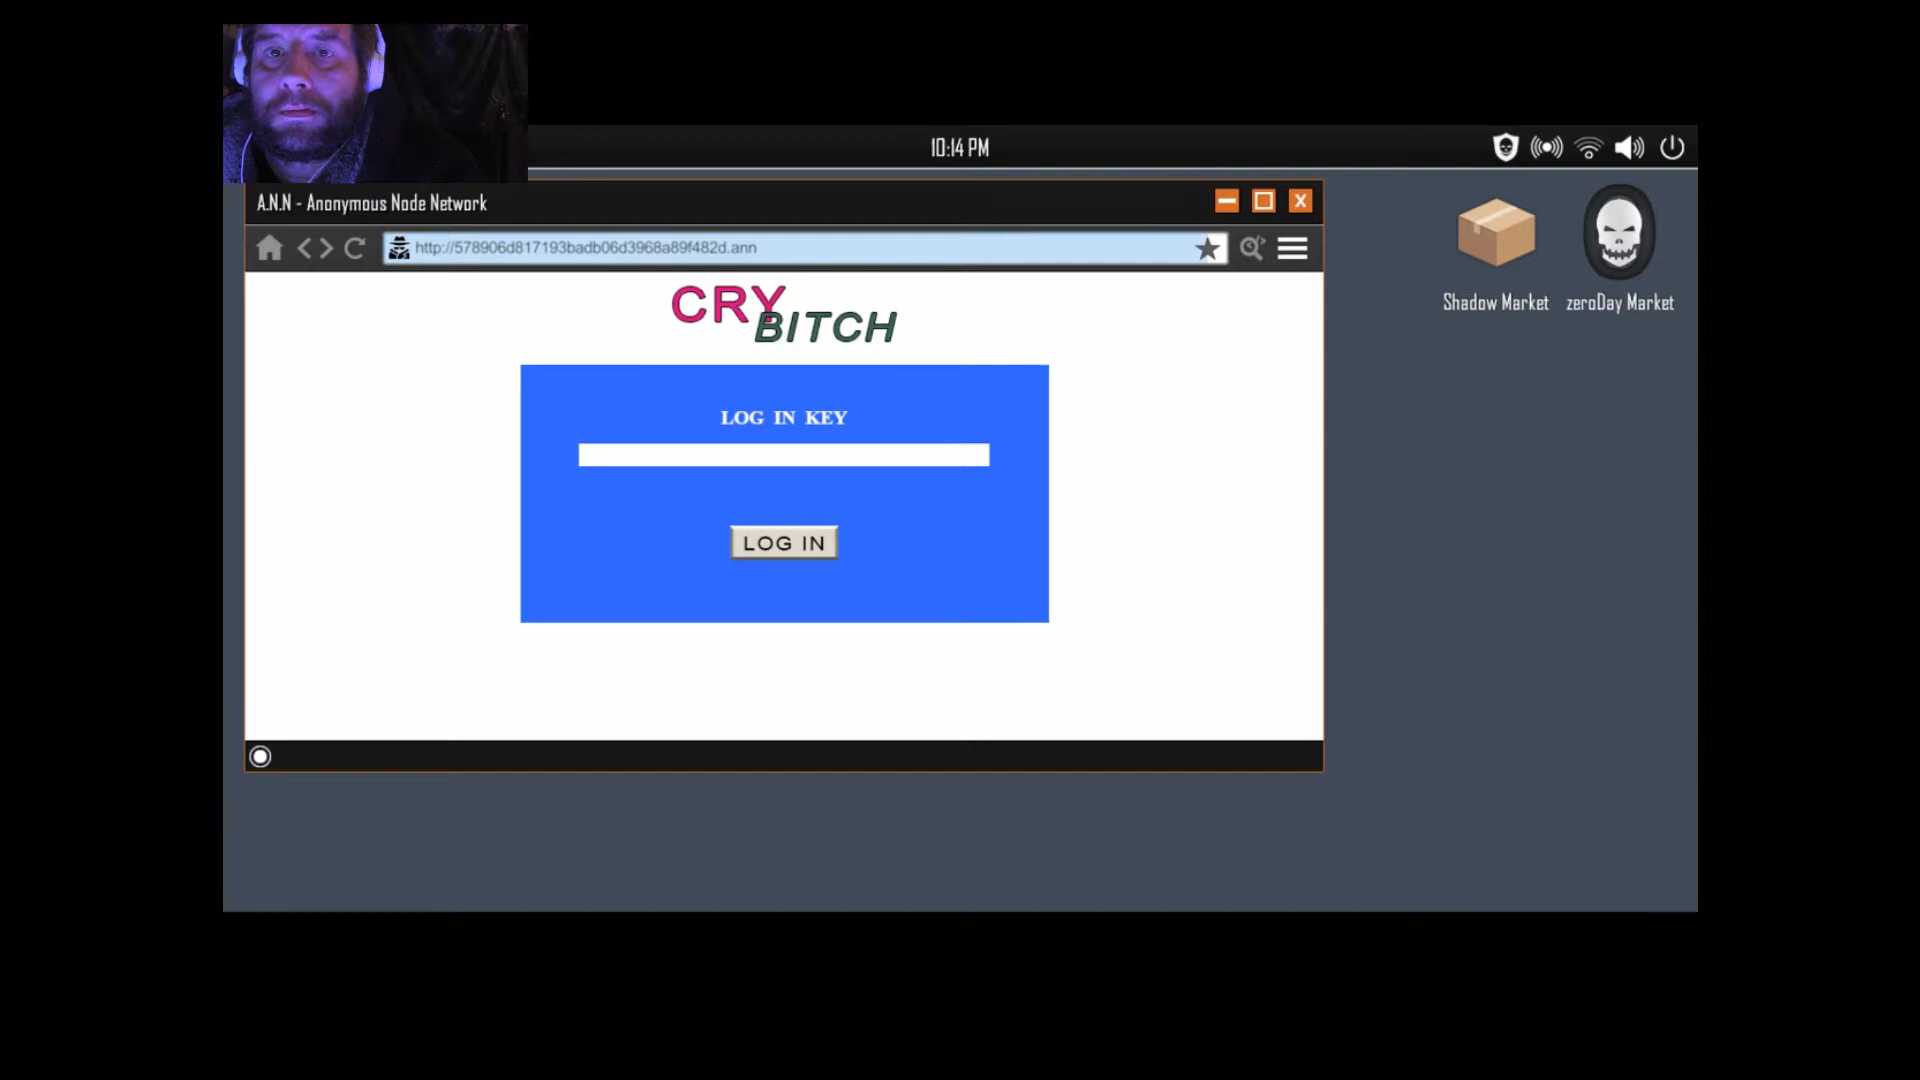 10:14 PM
A.N.N - Anonymous Node Network
http://578906d817193badb06d3968a89f482d.ann
CRY
BITCH
LOG IN KEY
LOG IN
Shadow Market
zeroDay Market